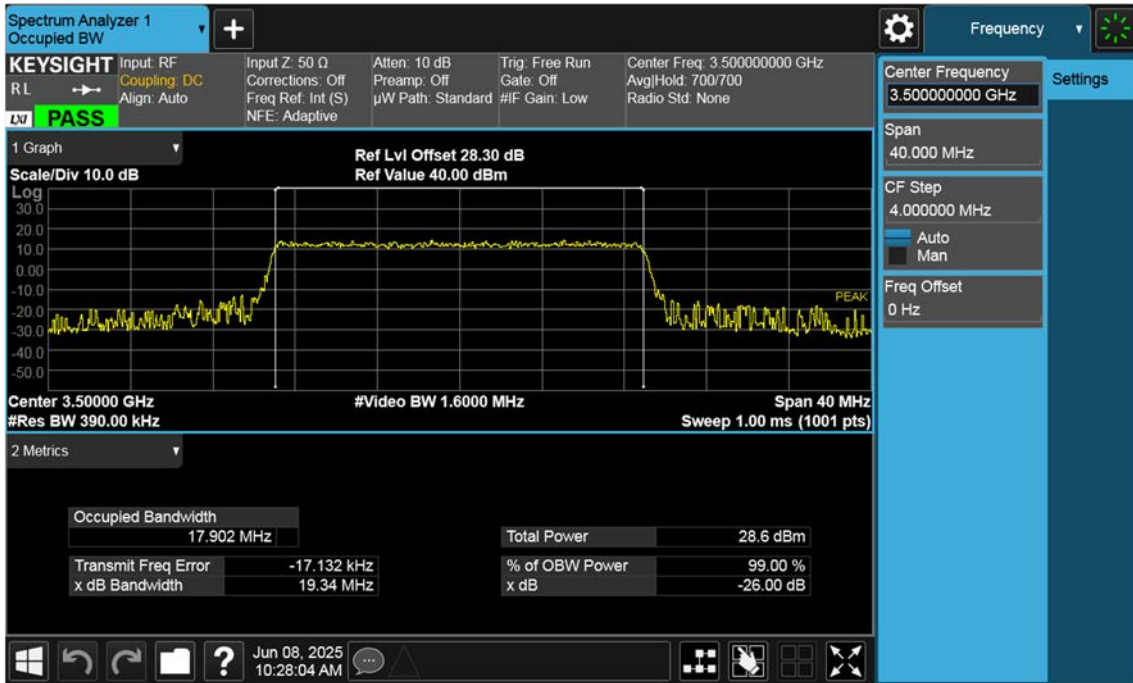 Spectrum Analyzer 1
Occupied BW
+
Frequency
KEYSIGHT
RL
LXI PASS
Input: RF
Coupling: DC
Align: Auto
Input Z: 50 Ω
Corrections: Off
Freq Ref: Int (S)
NFE: Adaptive
Atten: 10 dB
Preamp: Off
µW Path: Standard
Trig: Free Run
Gate: Off
#IF Gain: Low
Center Freq: 3.500000000 GHz
Avg|Hold: 700/700
Radio Std: None
Center Frequency
3.500000000 GHz
Settings
Span
40.000 MHz
CF Step
4.000000 MHz
Auto
Man
Freq Offset
0 Hz
1 Graph
Scale/Div 10.0 dB
Ref Lvl Offset 28.30 dB
Ref Value 40.00 dBm
Log
30.0
20.0
10.0
0.00
-10.0
-20.0
-30.0
-40.0
-50.0
PEAK
Center 3.50000 GHz
#Video BW 1.6000 MHz
Span 40 MHz
#Res BW 390.00 kHz
Sweep 1.00 ms (1001 pts)
2 Metrics
Occupied Bandwidth
17.902 MHz
Total Power 28.6 dBm
Transmit Freq Error -17.132 kHz
% of OBW Power 99.00 %
x dB Bandwidth 19.34 MHz
x dB -26.00 dB
?
Jun 08, 2025
10:28:04 AM